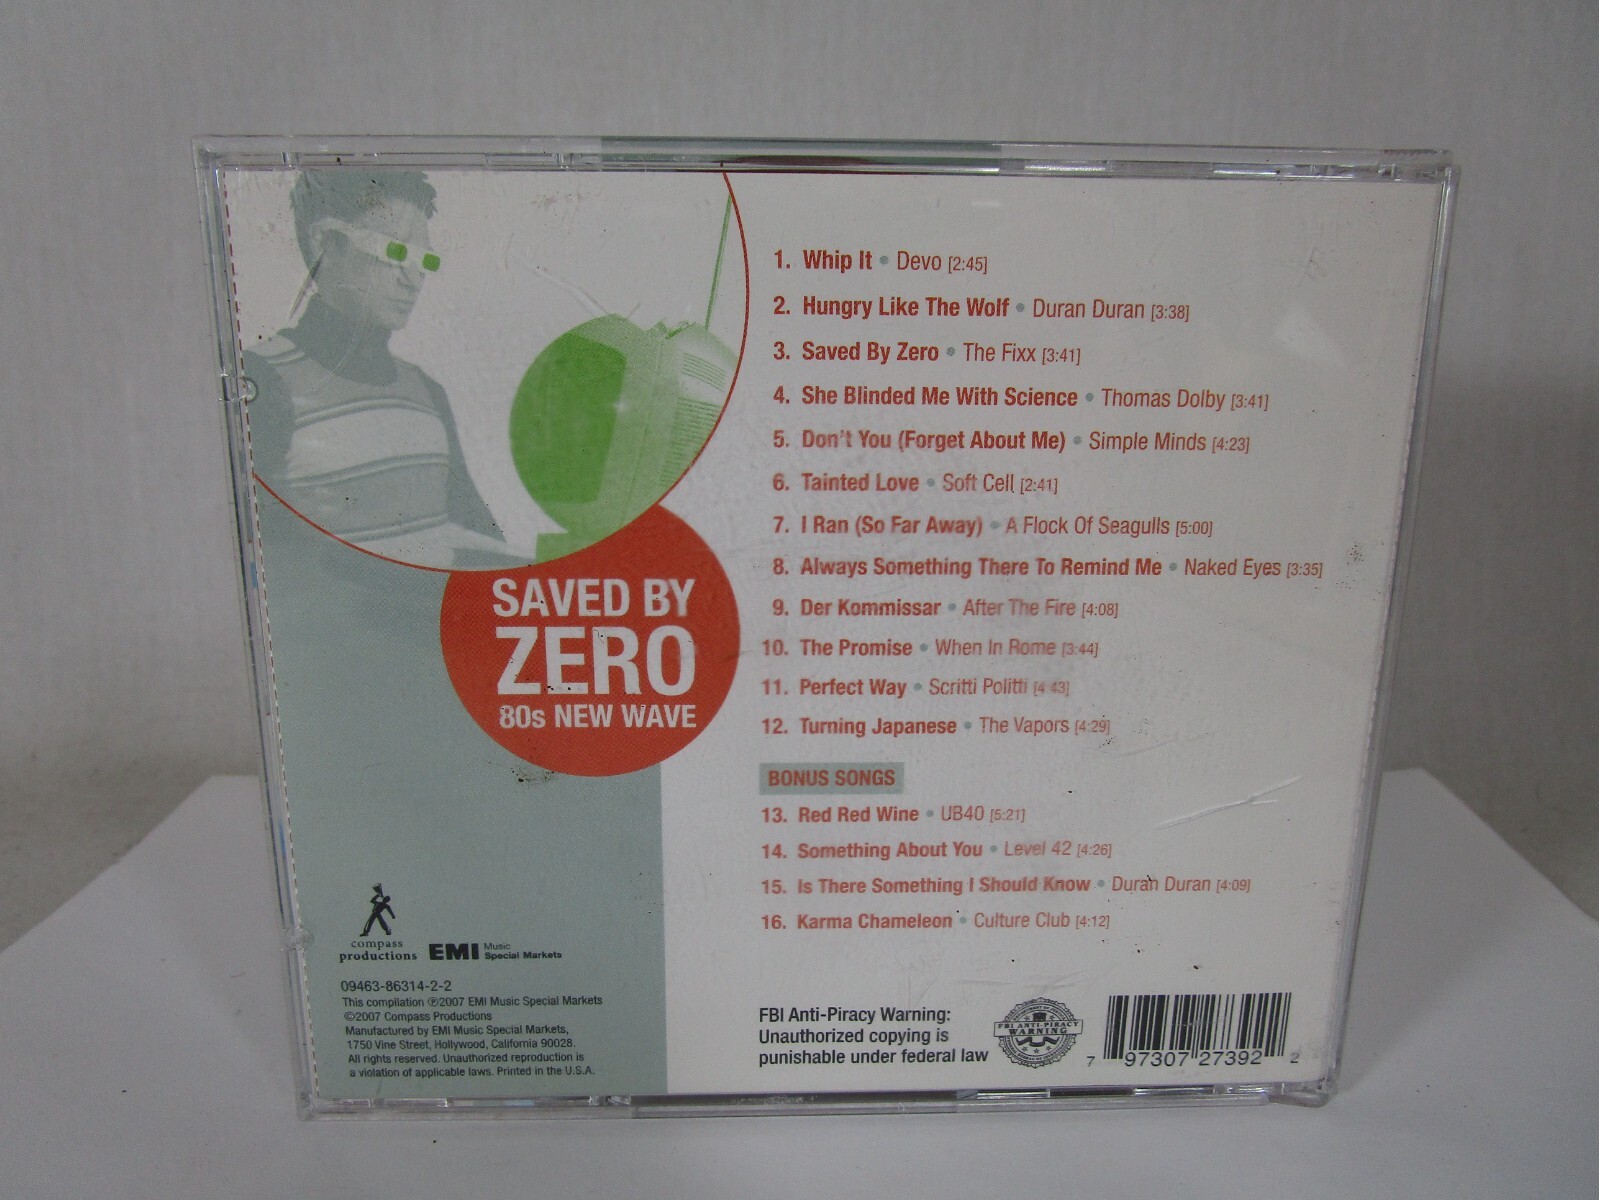 1. Whip It • Devo [2:45]
2. Hungry Like The Wolf • Duran Duran [3:38]
3. Saved By Zero • The Fixx [3:41]
4. She Blinded Me With Science • Thomas Dolby [3:41]
5. Don't You (Forget About Me) • Simple Minds [4:23]
6. Tainted Love • Soft Cell [2:41]
7. I Ran (So Far Away) • A Flock Of Seagulls [5:00]
8. Always Something There To Remind Me • Naked Eyes [3:35]
9. Der Kommissar • After The Fire [4:08]
10. The Promise • When In Rome [3:44]
11. Perfect Way • Scritti Politti [4:43]
12. Turning Japanese • The Vapors [4:29]
BONUS SONGS
13. Red Red Wine • UB40 [5:21]
14. Something About You • Level 42 [4:26]
15. Is There Something I Should Know • Duran Duran [4:09]
16. Karma Chameleon • Culture Club [4:12]
SAVED BY
ZERO
80s NEW WAVE
compass
productions
EMI Music
Special Markets
09463-86314-2-2
This compilation ℗2007 EMI Music Special Markets
©2007 Compass Productions
Manufactured by EMI Music Special Markets,
1750 Vine Street, Hollywood, California 90028.
All rights reserved. Unauthorized reproduction is
a violation of applicable laws. Printed in the U.S.A.
FBI Anti-Piracy Warning:
Unauthorized copying is
punishable under federal law
FBI ANTI-PIRACY
WARNING
7 97307 27392 2